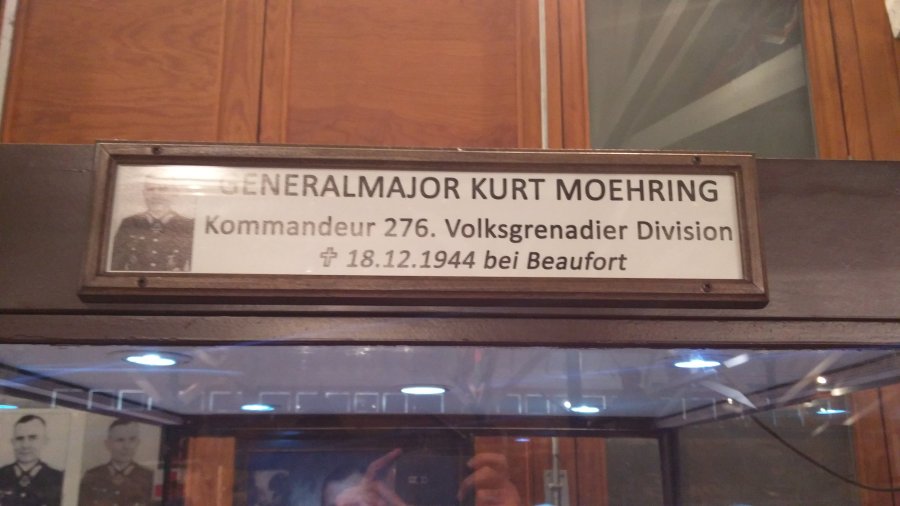 GENERALMAJOR KURT MOEHRING
Kommandeur 276. Volksgrenadier Division
✝ 18.12.1944 bei Beaufort